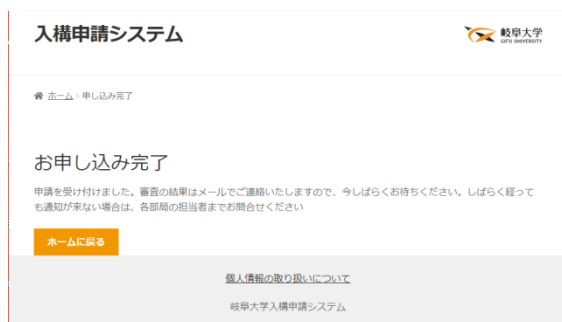 入構申請システム
岐阜大学
GIFU UNIVERSITY
ホーム › 申し込み完了
お申し込み完了
申請を受け付けました。審査の結果はメールでご連絡いたしますので、今しばらくお待ちください。しばらく経って
も通知が来ない場合は、各部局の担当者までお問合せください
ホームに戻る
個人情報の取り扱いについて
岐阜大学入構申請システム